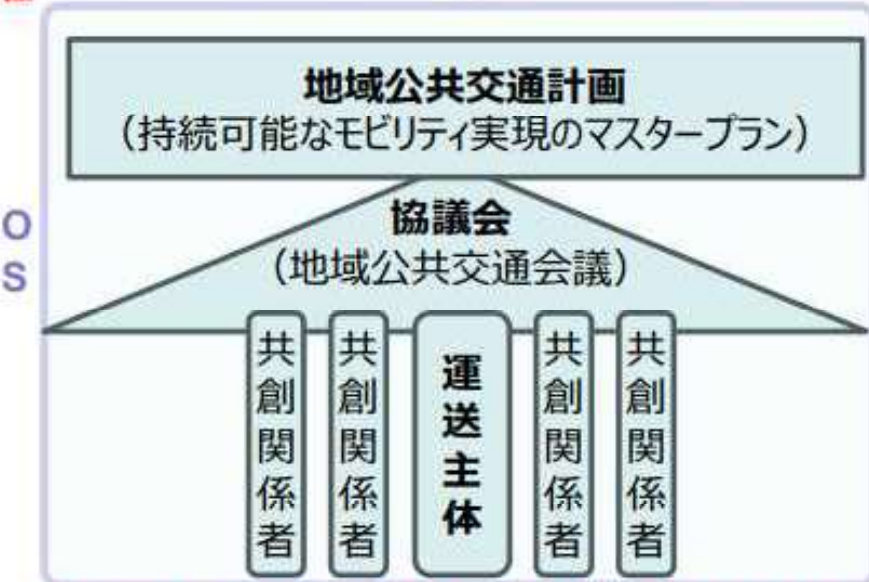 地域公共交通計画
（持続可能なモビリティ実現のマスタープラン）
O
S
協議会
（地域公共交通会議）
共創関係者
共創関係者
運送主体
共創関係者
共創関係者